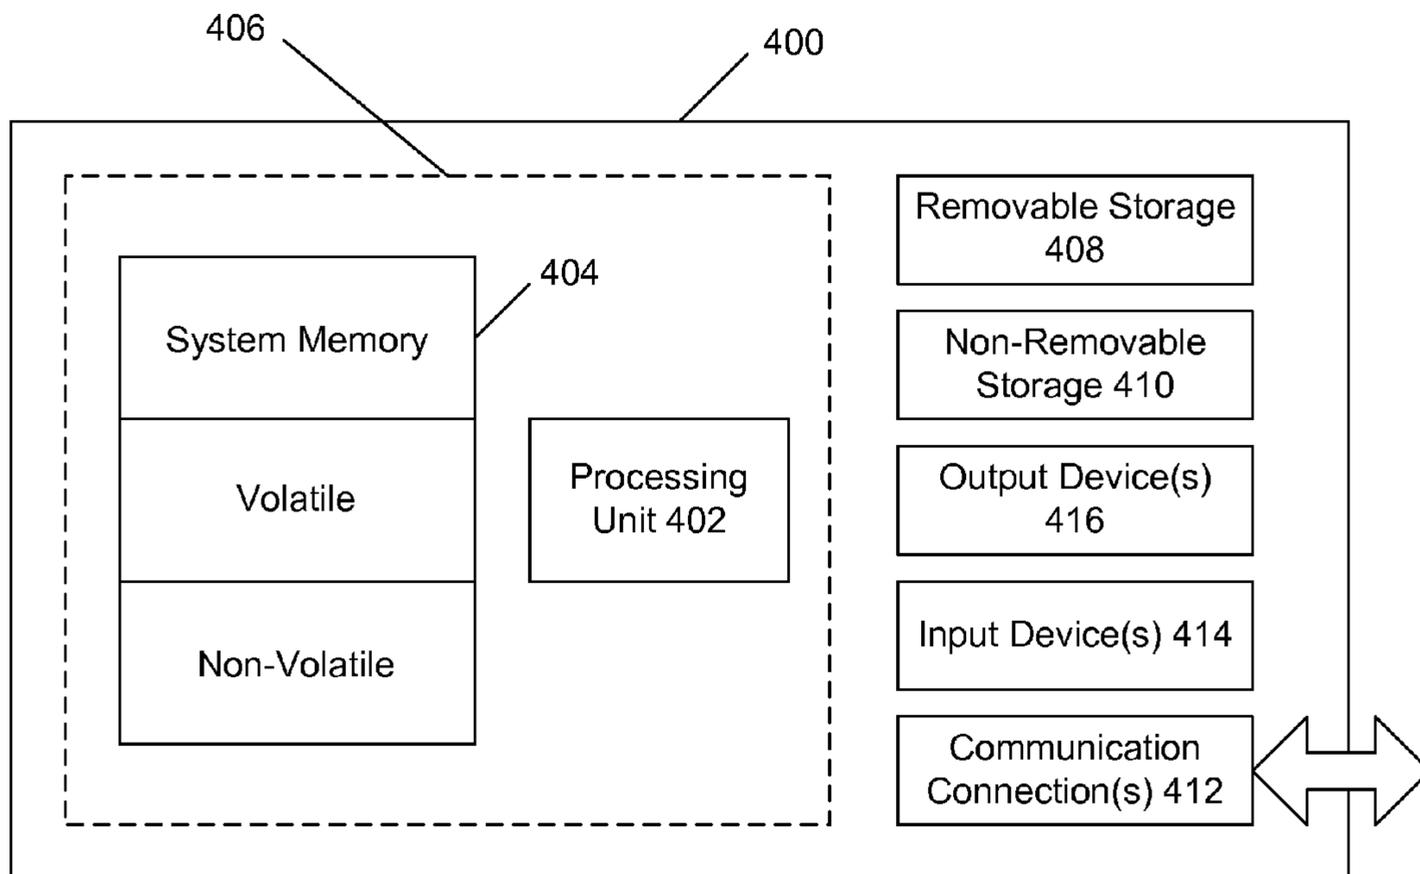 406
400
Removable Storage
408
404
System Memory
Non-Removable
Storage 410
Volatile
Processing
Unit 402
Output Device(s)
416
Non-Volatile
Input Device(s) 414
Communication
Connection(s) 412